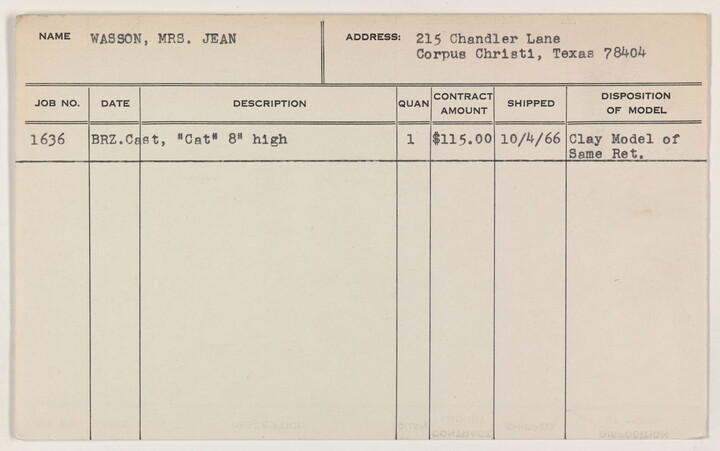 NAME WASSON, MRS. JEAN ADDRESS: 215 Chandler Lane
Corpus Christi, Texas 78404
JOB NO. DATE DESCRIPTION QUAN CONTRACT AMOUNT SHIPPED DISPOSITION OF MODEL
1636 BRZ.Cast, "Cat" 8" high 1 $115.00 10/4/66 Clay Model of
Same Ret.